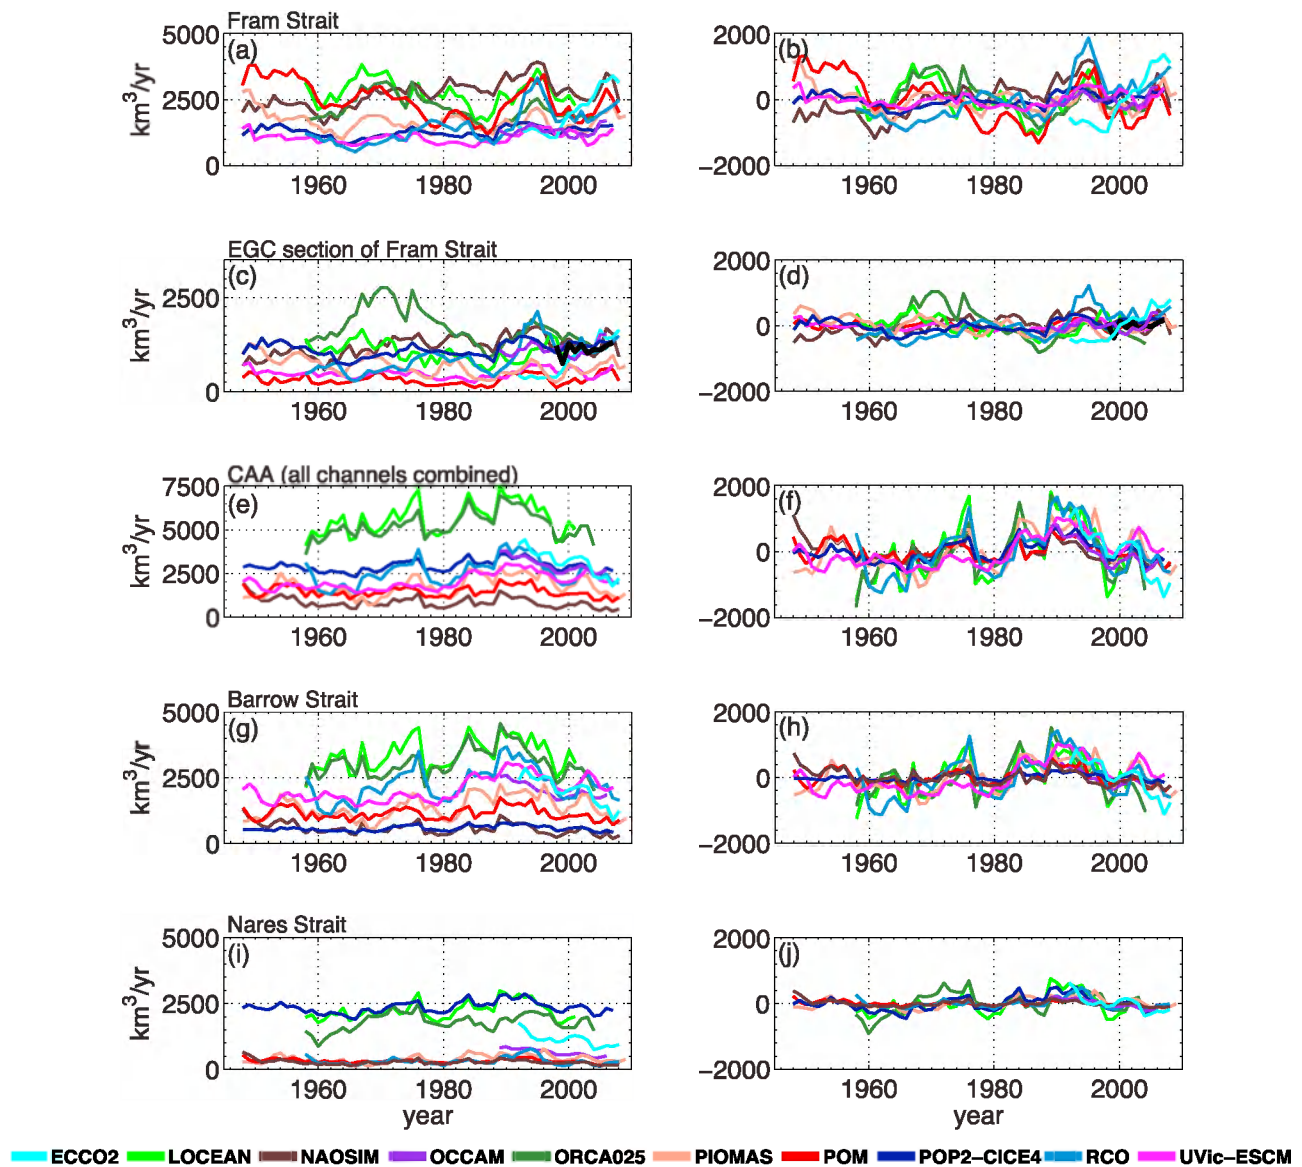 Fram Strait
5000
2500
0
km³/yr
(a)
1960 1980 2000
2000
0
−2000
(b)
1960 1980 2000
EGC section of Fram Strait
2500
0
km³/yr
(c)
1960 1980 2000
2000
0
−2000
(d)
1960 1980 2000
CAA (all channels combined)
7500
5000
2500
0
km³/yr
(e)
1960 1980 2000
2000
0
−2000
(f)
1960 1980 2000
Barrow Strait
5000
2500
0
km³/yr
(g)
1960 1980 2000
2000
0
−2000
(h)
1960 1980 2000
Nares Strait
5000
2500
0
km³/yr
(i)
1960 1980 2000
year
2000
0
−2000
(j)
1960 1980 2000
year
ECCO2 LOCEAN NAOSIM OCCAM ORCA025 PIOMAS POM POP2−CICE4 RCO UVic−ESCM